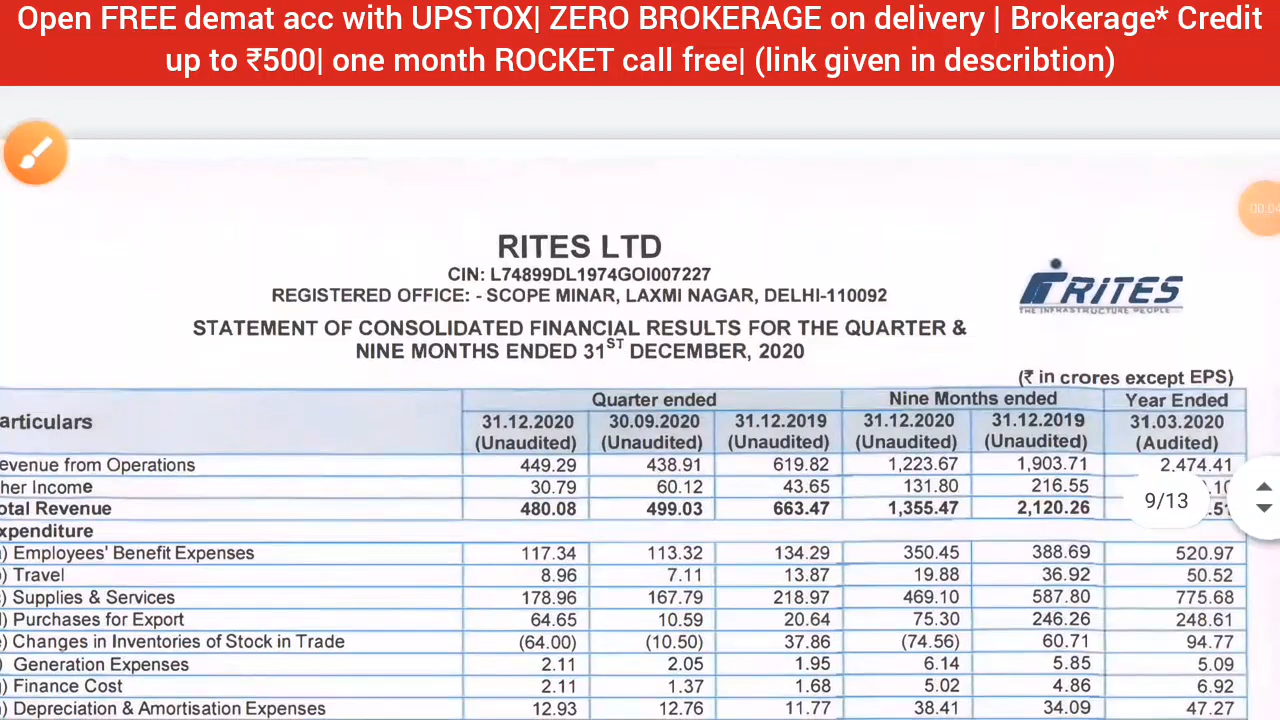 Open FREE demat acc with UPSTOX| ZERO BROKERAGE on delivery | Brokerage* Credit
up to ₹500| one month ROCKET call free| (link given in describtion)
00:04
RITES LTD
CIN: L74899DL1974GOI007227
REGISTERED OFFICE: - SCOPE MINAR, LAXMI NAGAR, DELHI-110092
RITES
THE INFRASTRUCTURE PEOPLE
STATEMENT OF CONSOLIDATED FINANCIAL RESULTS FOR THE QUARTER &
NINE MONTHS ENDED 31ST DECEMBER, 2020
(₹ in crores except EPS)
articulars Quarter ended Nine Months ended Year Ended
31.12.2020 30.09.2020 31.12.2019 31.12.2020 31.12.2019 31.03.2020
(Unaudited) (Unaudited) (Unaudited) (Unaudited) (Unaudited) (Audited)
evenue from Operations 449.29 438.91 619.82 1,223.67 1,903.71 2,474.41
her Income 30.79 60.12 43.65 131.80 216.55 .10
otal Revenue 480.08 499.03 663.47 1,355.47 2,120.26 .51
9/13
xpenditure
) Employees' Benefit Expenses 117.34 113.32 134.29 350.45 388.69 520.97
) Travel 8.96 7.11 13.87 19.88 36.92 50.52
) Supplies & Services 178.96 167.79 218.97 469.10 587.80 775.68
) Purchases for Export 64.65 10.59 20.64 75.30 246.26 248.61
) Changes in Inventories of Stock in Trade (64.00) (10.50) 37.86 (74.56) 60.71 94.77
) Generation Expenses 2.11 2.05 1.95 6.14 5.85 5.09
) Finance Cost 2.11 1.37 1.68 5.02 4.86 6.92
) Depreciation & Amortisation Expenses 12.93 12.76 11.77 38.41 34.09 47.27